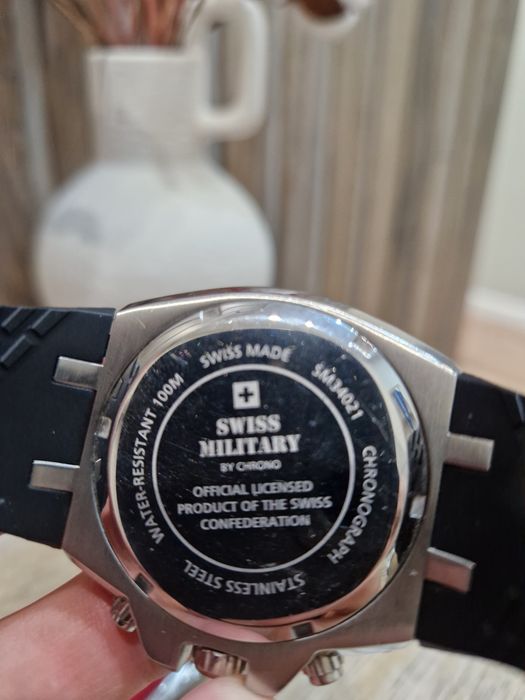 SWISS MADE
SM34021
CHRONOGRAPH
STAINLESS STEEL
WATER-RESISTANT 100M
SWISS
MILITARY
BY CHRONO
OFFICIAL LICENSED
PRODUCT OF THE SWISS
CONFEDERATION